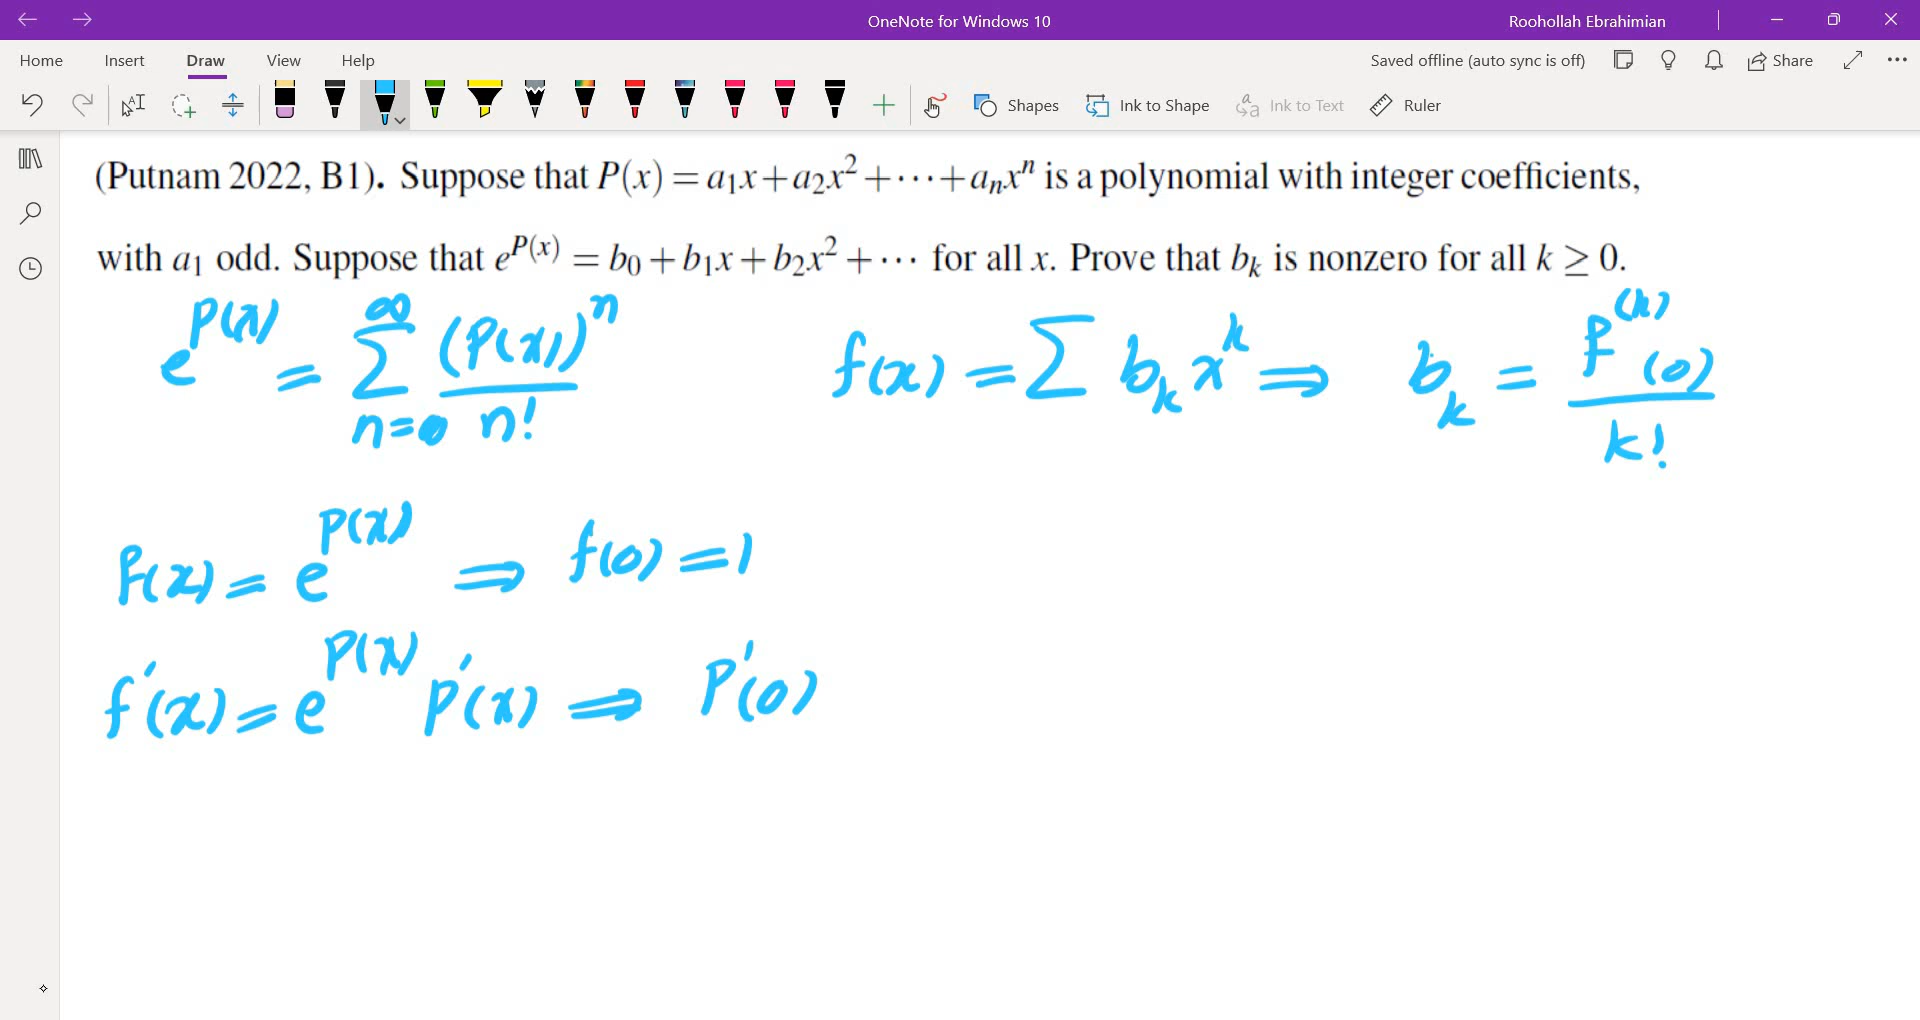 OneNote for Windows 10
Roohollah Ebrahimian
Home Insert Draw View Help
Saved offline (auto sync is off) Share
Shapes Ink to Shape Ink to Text Ruler
(Putnam 2022, B1). Suppose that P(x) = a₁x + a₂x² + ⋯ + aₙxⁿ is a polynomial with integer coefficients,
with a₁ odd. Suppose that e^{P(x)} = b₀ + b₁x + b₂x² + ⋯ for all x. Prove that bₖ is nonzero for all k ≥ 0.
e^{P(x)} = ∑_{n=0}^{∞} (P(x))^n / n! f(x) = ∑ b_k x^k ⟹ b_k = f^{(k)}(0) / k!
f(x) = e^{P(x)} ⟹ f(0) = 1
f'(x) = e^{P(x)} P'(x) ⟹ P'(0)